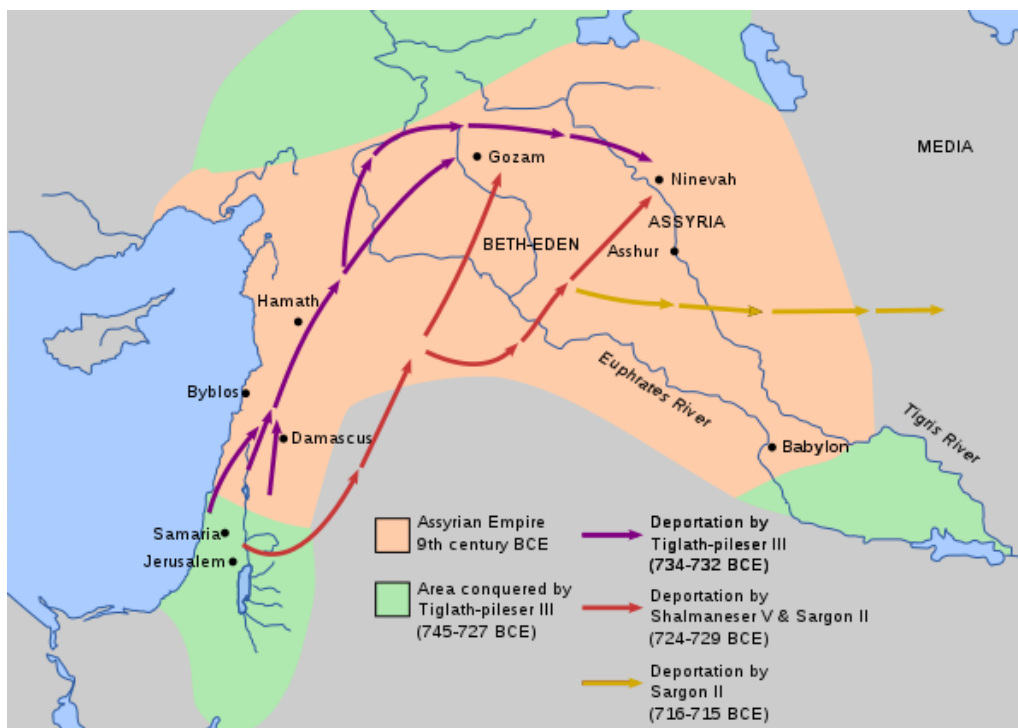 MEDIA
Gozam
Ninevah
ASSYRIA
BETH-EDEN
Asshur
Hamath
Euphrates River
Byblos
Tigris River
Damascus
Babylon
Samaria
Jerusalem
Assyrian Empire
9th century BCE
Area conquered by
Tiglath-pileser III
(745-727 BCE)
Deportation by
Tiglath-pileser III
(734-732 BCE)
Deportation by
Shalmaneser V & Sargon II
(724-729 BCE)
Deportation by
Sargon II
(716-715 BCE)